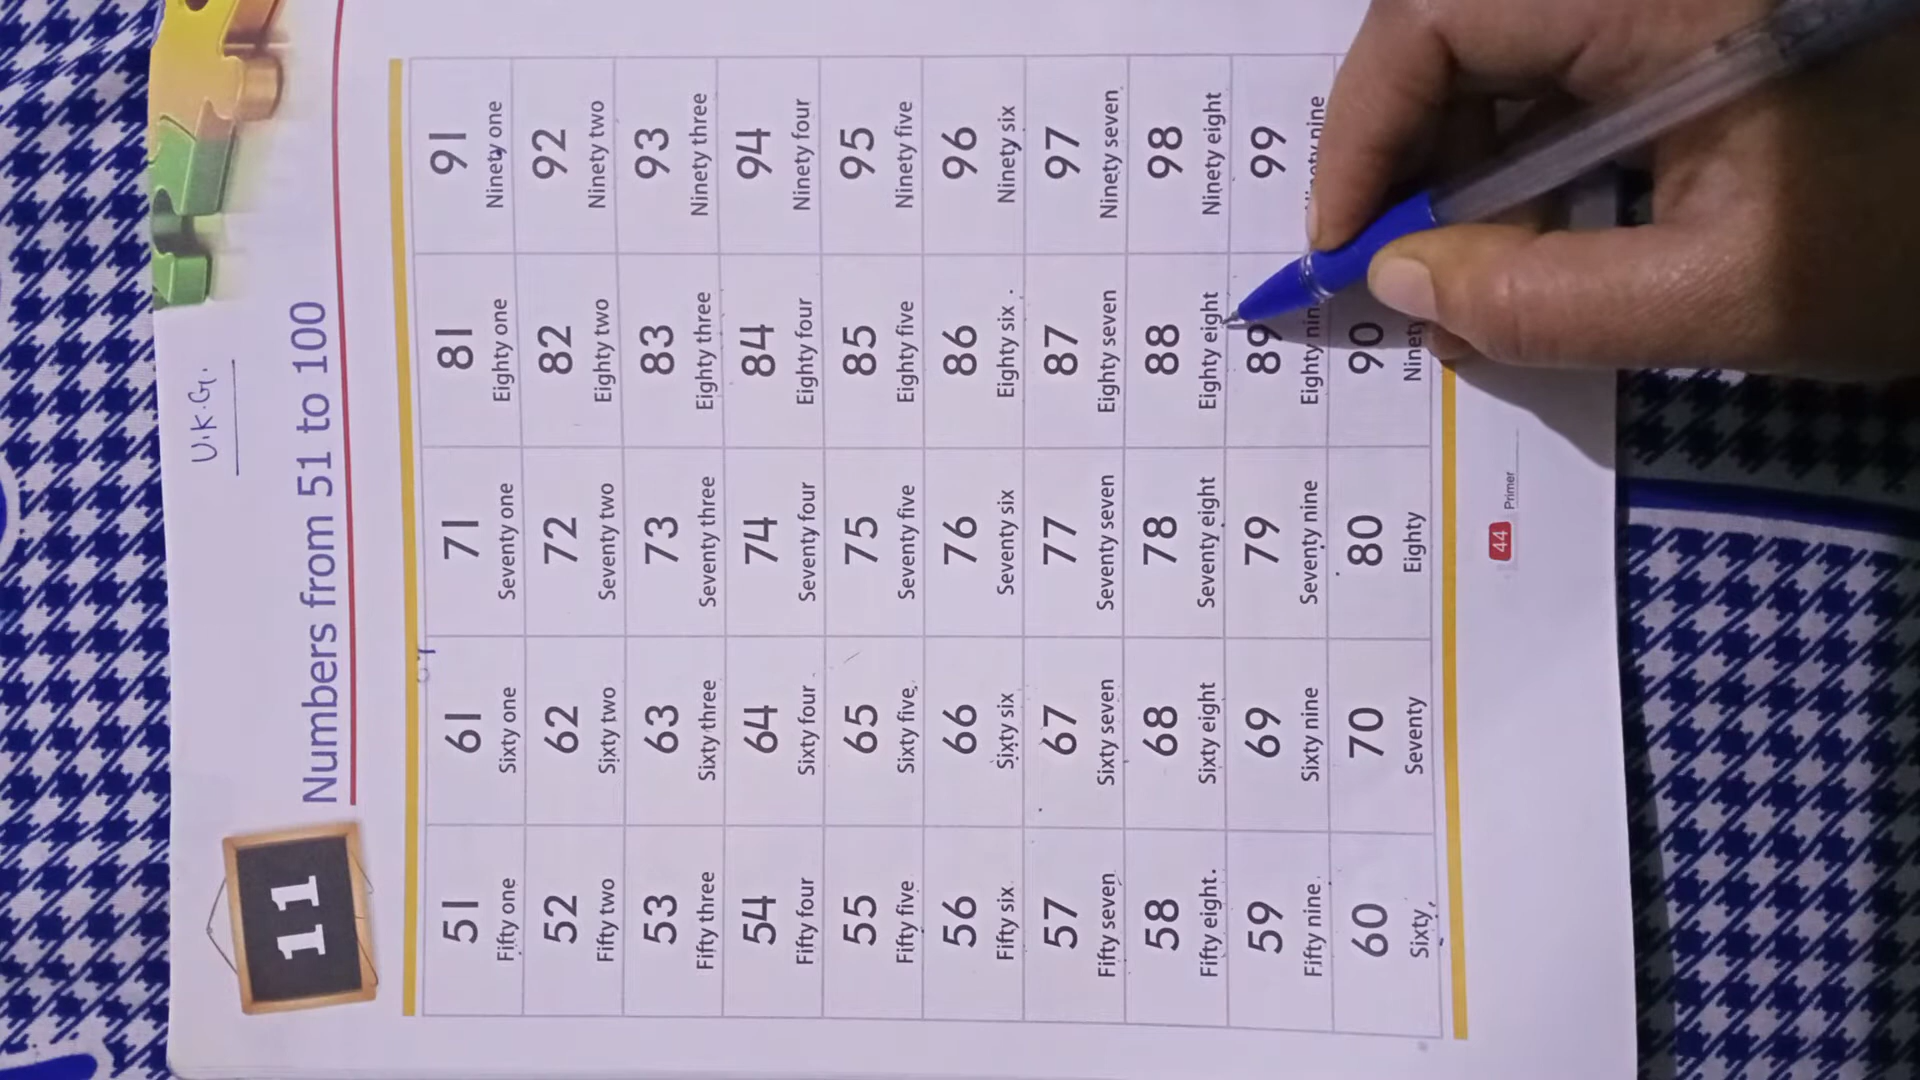 U.K.G.
11
Numbers from 51 to 100
51 61 71 81 91
Fifty one Sixty one Seventy one Eighty one Ninety one
52 62 72 82 92
Fifty two Sixty two Seventy two Eighty two Ninety two
53 63 73 83 93
Fifty three Sixty three Seventy three Eighty three Ninety three
54 64 74 84 94
Fifty four Sixty four Seventy four Eighty four Ninety four
55 65 75 85 95
Fifty five Sixty five Seventy five Eighty five Ninety five
56 66 76 86 96
Fifty six Sixty six Seventy six Eighty six Ninety six
57 67 77 87 97
Fifty seven Sixty seven Seventy seven Eighty seven Ninety seven
58 68 78 88 98
Fifty eight Sixty eight Seventy eight Eighty eight Ninety eight
59 69 79 89 99
Fifty nine Sixty nine Seventy nine Eighty nine Ninety nine
60 70 80 90
Sixty Seventy Eighty Ninety
44 Primer